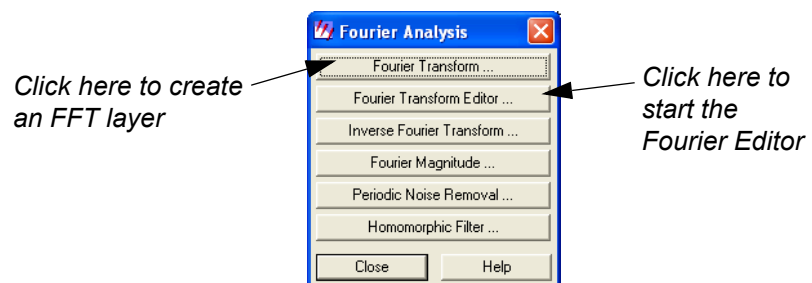 Fourier Analysis
Click here to create
an FFT layer
Fourier Transform ...
Fourier Transform Editor ...
Inverse Fourier Transform ...
Fourier Magnitude ...
Periodic Noise Removal ...
Homomorphic Filter ...
Close
Help
Click here to
start the
Fourier Editor